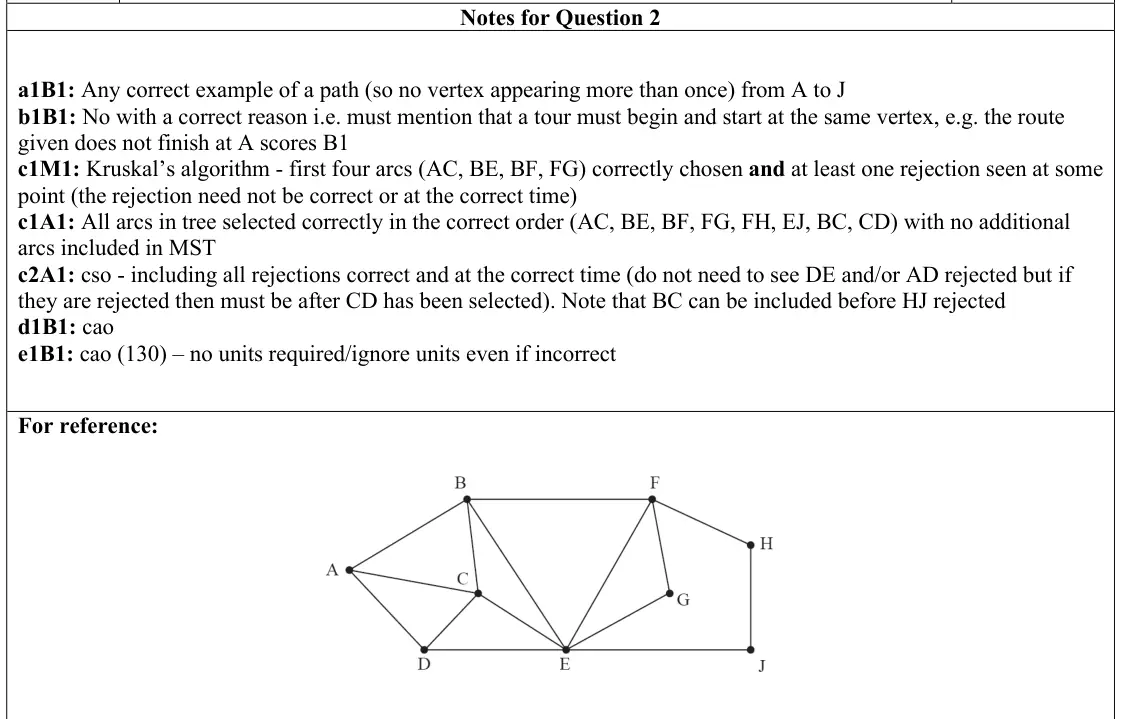 Notes for Question 2
a1B1: Any correct example of a path (so no vertex appearing more than once) from A to J
b1B1: No with a correct reason i.e. must mention that a tour must begin and start at the same vertex, e.g. the route
given does not finish at A scores B1
c1M1: Kruskal’s algorithm - first four arcs (AC, BE, BF, FG) correctly chosen and at least one rejection seen at some
point (the rejection need not be correct or at the correct time)
c1A1: All arcs in tree selected correctly in the correct order (AC, BE, BF, FG, FH, EJ, BC, CD) with no additional
arcs included in MST
c2A1: cso - including all rejections correct and at the correct time (do not need to see DE and/or AD rejected but if
they are rejected then must be after CD has been selected). Note that BC can be included before HJ rejected
d1B1: cao
e1B1: cao (130) – no units required/ignore units even if incorrect
For reference:
B
F
H
A
C
G
D
E
J